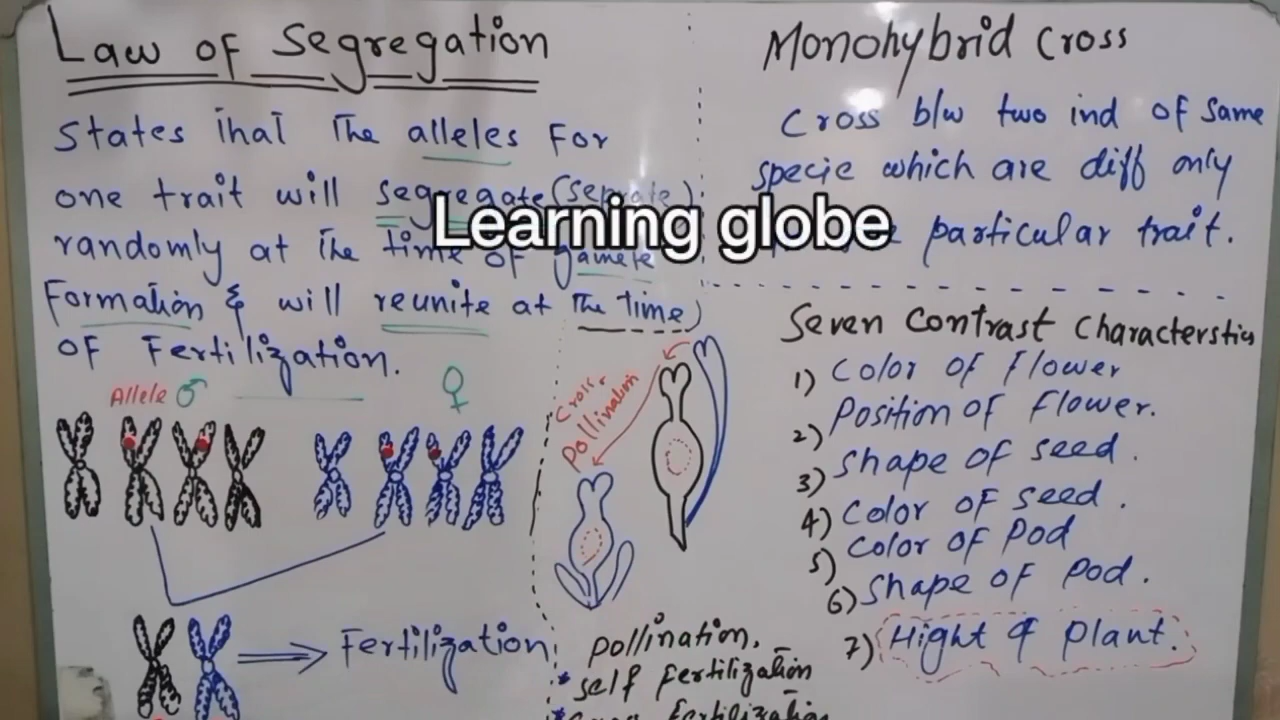 Law of Segregation
States that The alleles For
one trait will segregate (seprate)
randomly at the time of gamete
Formation & will reunite at the time)
OF Fertilization.
Allele ♂
♀
Cross.
Pollination
Fertilization
Monohybrid Cross
Cross b/w two ind of same
specie which are diff only
particular trait.
Learning globe
Seven Contrast Characterstics
1) Color of flower
2) Position of Flower.
3) Shape of seed.
4) Color of seed.
5) Color of Pod
6) Shape of Pod.
7) Hight of plant.
pollination.
* self fertilization
* cross fertilization